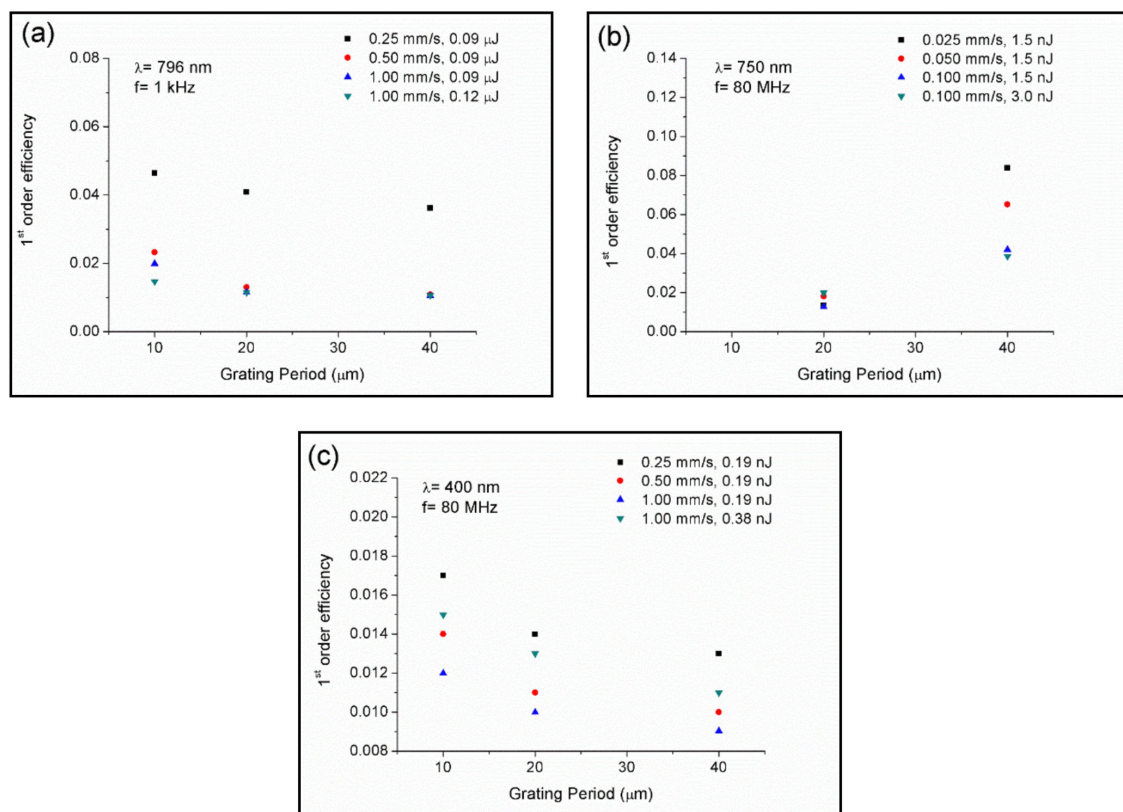 (a)
0.25 mm/s, 0.09 μJ
0.50 mm/s, 0.09 μJ
1.00 mm/s, 0.09 μJ
1.00 mm/s, 0.12 μJ
λ= 796 nm
f= 1 kHz
0.08
0.06
0.04
0.02
0.00
1st order efficiency
10 20 30 40
Grating Period (μm)
(b)
0.025 mm/s, 1.5 nJ
0.050 mm/s, 1.5 nJ
0.100 mm/s, 1.5 nJ
0.100 mm/s, 3.0 nJ
λ= 750 nm
f= 80 MHz
0.14
0.12
0.10
0.08
0.06
0.04
0.02
0.00
1st order efficiency
10 20 30 40
Grating Period (μm)
(c)
0.25 mm/s, 0.19 nJ
0.50 mm/s, 0.19 nJ
1.00 mm/s, 0.19 nJ
1.00 mm/s, 0.38 nJ
λ= 400 nm
f= 80 MHz
0.022
0.020
0.018
0.016
0.014
0.012
0.010
0.008
1st order efficiency
10 20 30 40
Grating Period (μm)